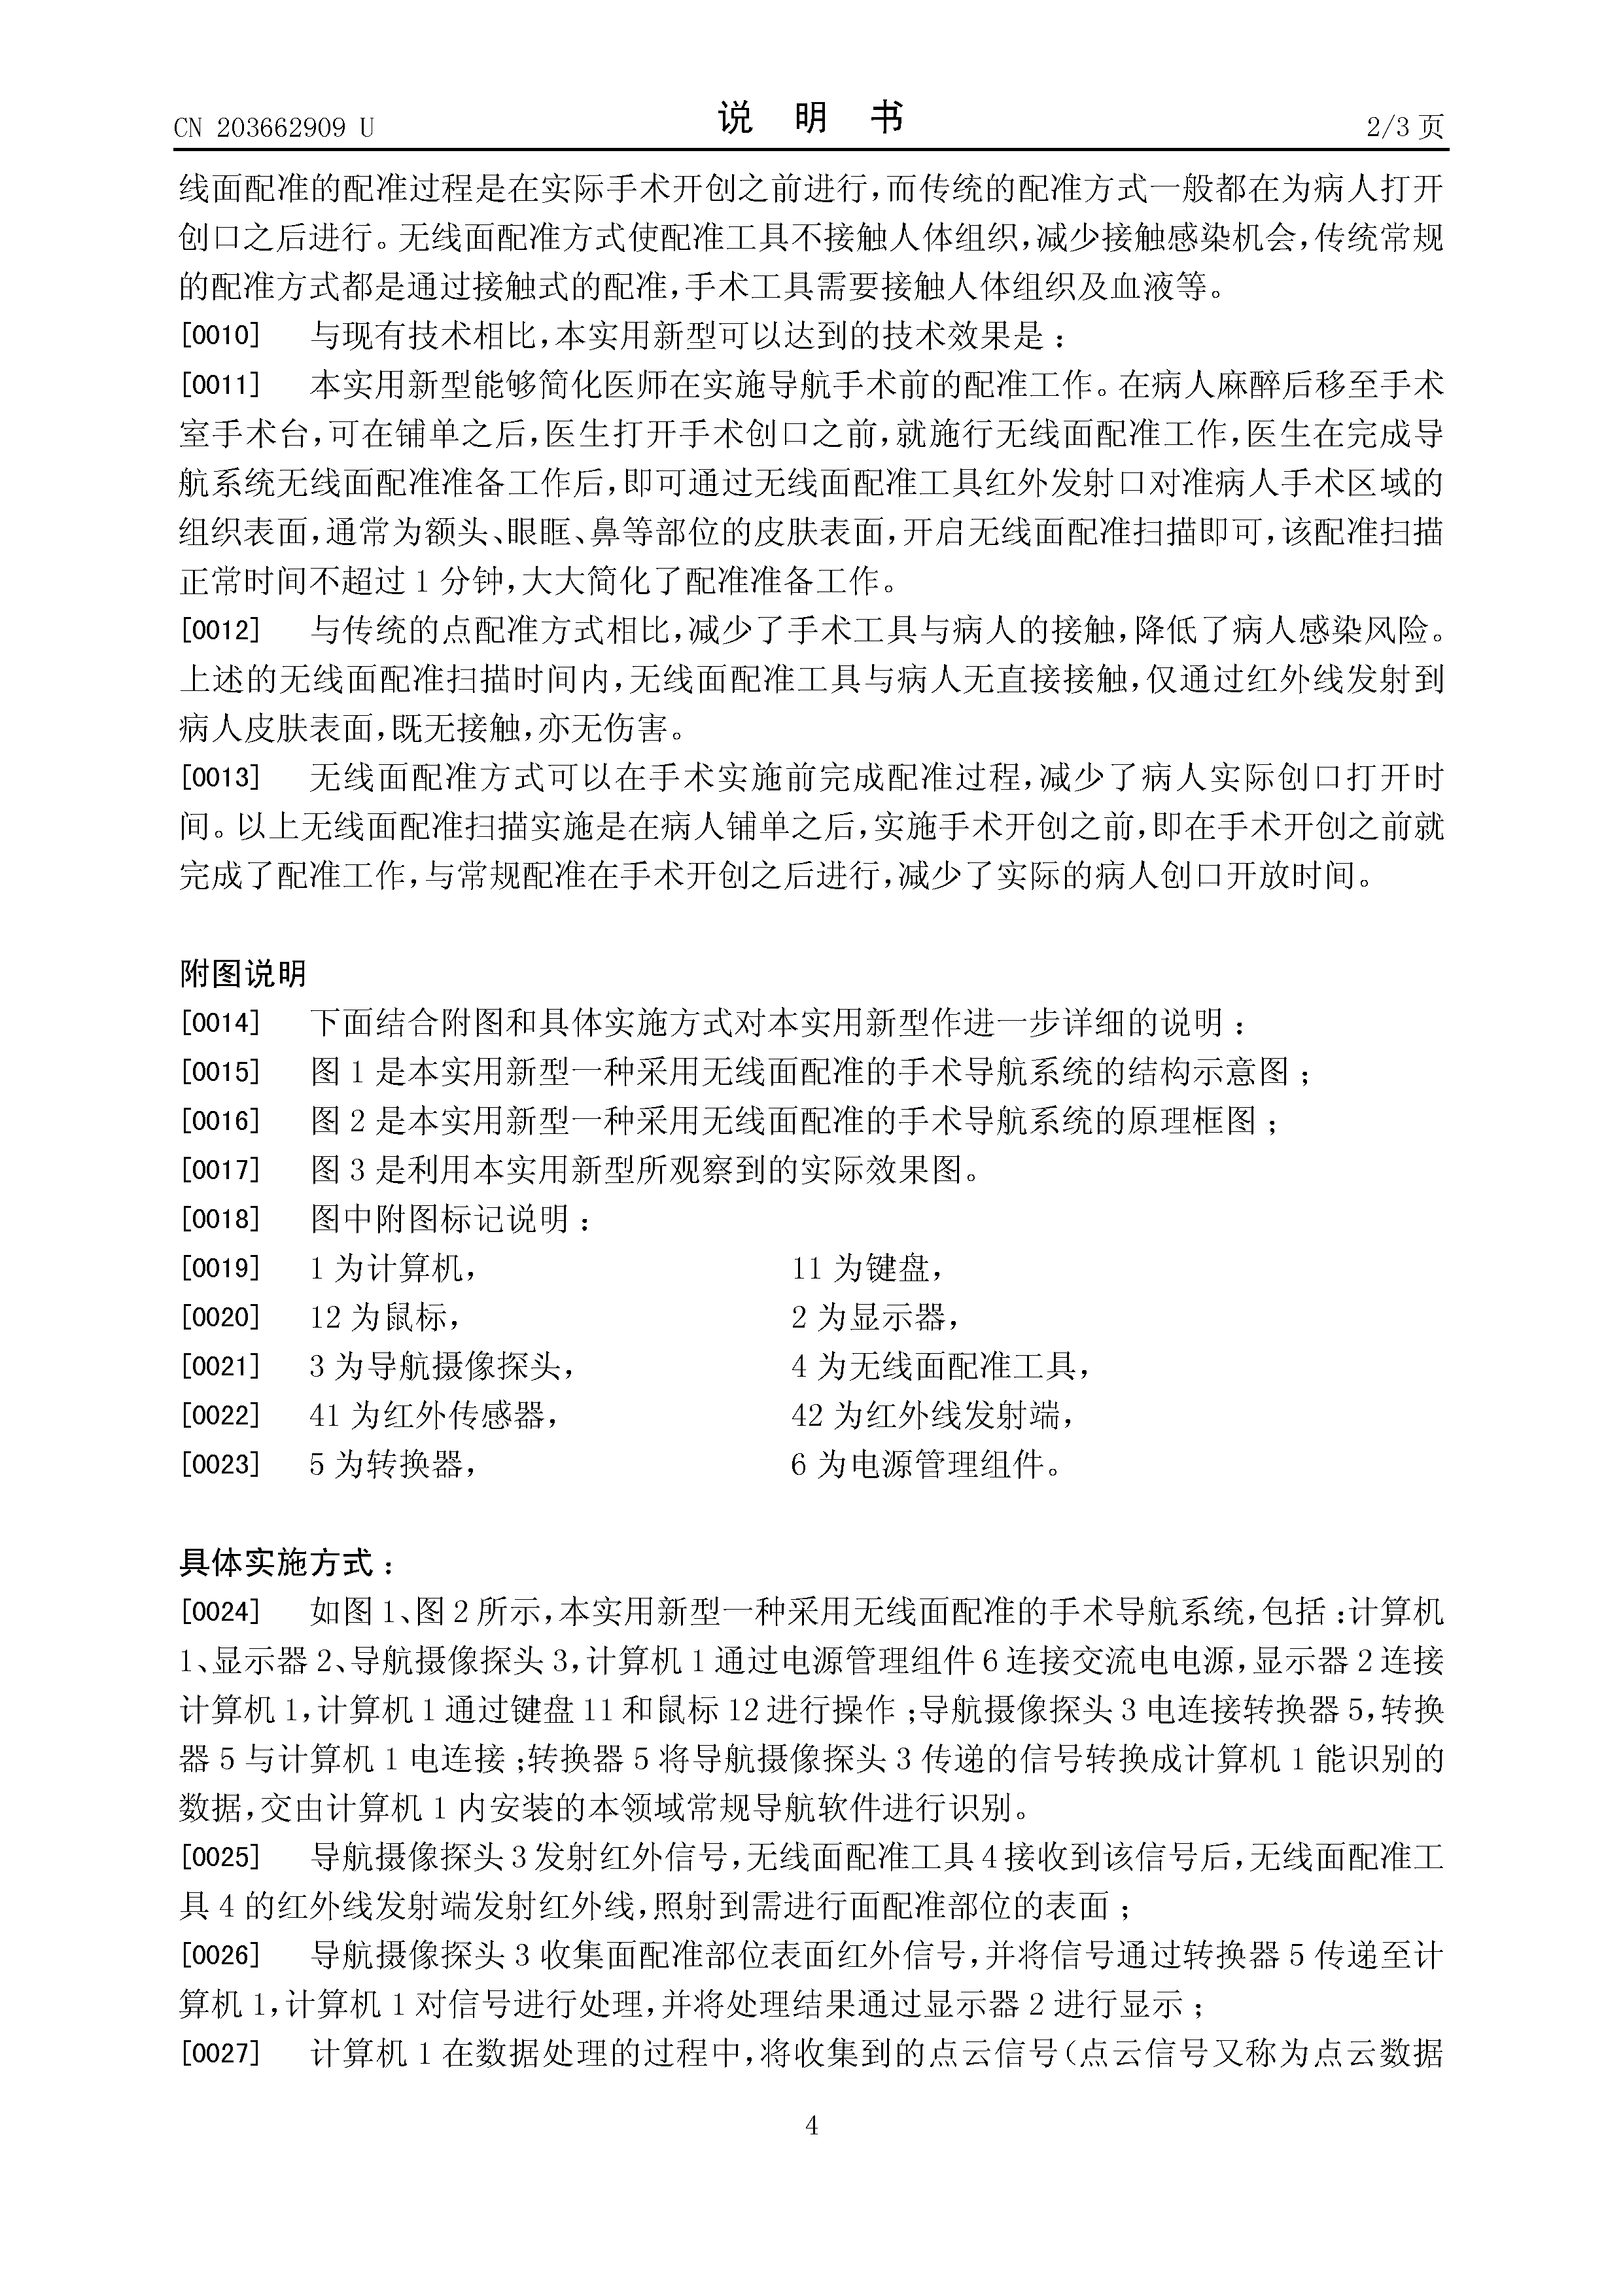 CN 203662909 U
说 明 书
2/3 页
线面配准的配准过程是在实际手术开创之前进行,而传统的配准方式一般都在为病人打开
创口之后进行。无线面配准方式使配准工具不接触人体组织,减少接触感染机会,传统常规
的配准方式都是通过接触式的配准,手术工具需要接触人体组织及血液等。
[0010] 与现有技术相比,本实用新型可以达到的技术效果是：
[0011] 本实用新型能够简化医师在实施导航手术前的配准工作。在病人麻醉后移至手术
室手术台,可在铺单之后,医生打开手术创口之前,就施行无线面配准工作,医生在完成导
航系统无线面配准准备工作后,即可通过无线面配准工具红外发射口对准病人手术区域的
组织表面,通常为额头、眼眶、鼻等部位的皮肤表面,开启无线面配准扫描即可,该配准扫描
正常时间不超过 1 分钟,大大简化了配准准备工作。
[0012] 与传统的点配准方式相比,减少了手术工具与病人的接触,降低了病人感染风险。
上述的无线面配准扫描时间内,无线面配准工具与病人无直接接触,仅通过红外线发射到
病人皮肤表面,既无接触,亦无伤害。
[0013] 无线面配准方式可以在手术实施前完成配准过程,减少了病人实际创口打开时
间。以上无线面配准扫描实施是在病人铺单之后,实施手术开创之前,即在手术开创之前就
完成了配准工作,与常规配准在手术开创之后进行,减少了实际的病人创口开放时间。
附图说明
[0014] 下面结合附图和具体实施方式对本实用新型作进一步详细的说明：
[0015] 图 1 是本实用新型一种采用无线面配准的手术导航系统的结构示意图；
[0016] 图 2 是本实用新型一种采用无线面配准的手术导航系统的原理框图；
[0017] 图 3 是利用本实用新型所观察到的实际效果图。
[0018] 图中附图标记说明：
[0019] 1 为计算机, 11 为键盘,
[0020] 12 为鼠标, 2 为显示器,
[0021] 3 为导航摄像探头, 4 为无线面配准工具,
[0022] 41 为红外传感器, 42 为红外线发射端,
[0023] 5 为转换器, 6 为电源管理组件。
具体实施方式：
[0024] 如图 1、图 2 所示,本实用新型一种采用无线面配准的手术导航系统,包括：计算机
1、显示器 2、导航摄像探头 3,计算机 1 通过电源管理组件 6 连接交流电电源,显示器 2 连接
计算机 1,计算机 1 通过键盘 11 和鼠标 12 进行操作；导航摄像探头 3 电连接转换器 5,转换
器 5 与计算机 1 电连接；转换器 5 将导航摄像探头 3 传递的信号转换成计算机 1 能识别的
数据,交由计算机 1 内安装的本领域常规导航软件进行识别。
[0025] 导航摄像探头 3 发射红外信号,无线面配准工具 4 接收到该信号后,无线面配准工
具 4 的红外线发射端发射红外线,照射到需进行面配准部位的表面；
[0026] 导航摄像探头 3 收集面配准部位表面红外信号,并将信号通过转换器 5 传递至计
算机 1,计算机 1 对信号进行处理,并将处理结果通过显示器 2 进行显示；
[0027] 计算机 1 在数据处理的过程中,将收集到的点云信号(点云信号又称为点云数据
4